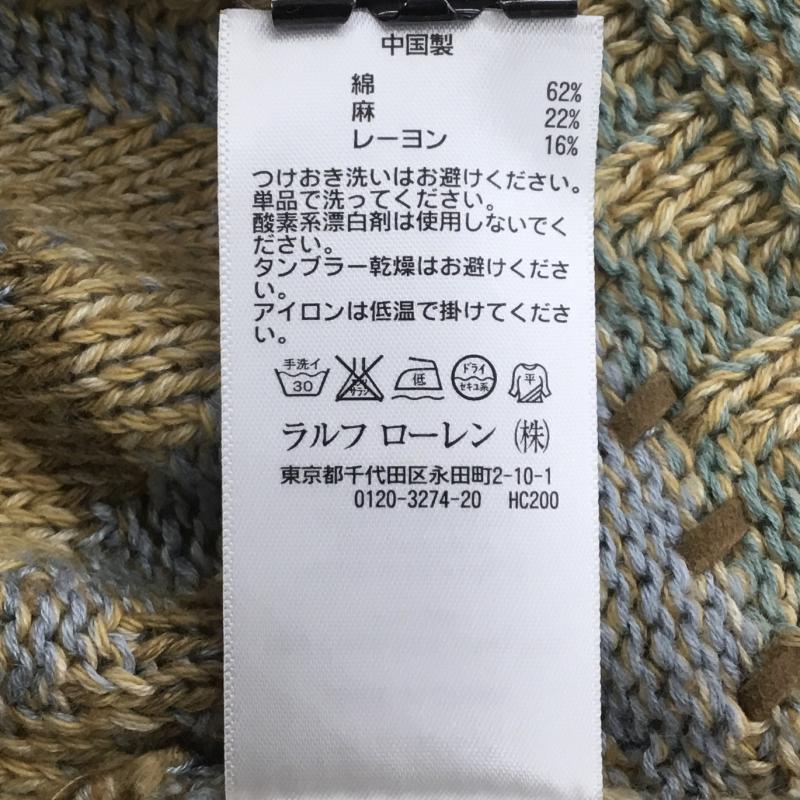 中国製
綿 62%
麻 22%
レーヨン 16%
つけおき洗いはお避けください。
単品で洗ってください。
酸素系漂白剤は使用しないでく
ださい。
タンブラー乾燥はお避けくださ
い。
アイロンは低温で掛けてくださ
い。
手洗イ 30 エンソサラシ 低 ドライ セキユ系 平
ラルフ ローレン ㈱
東京都千代田区永田町2-10-1
0120-3274-20 HC200